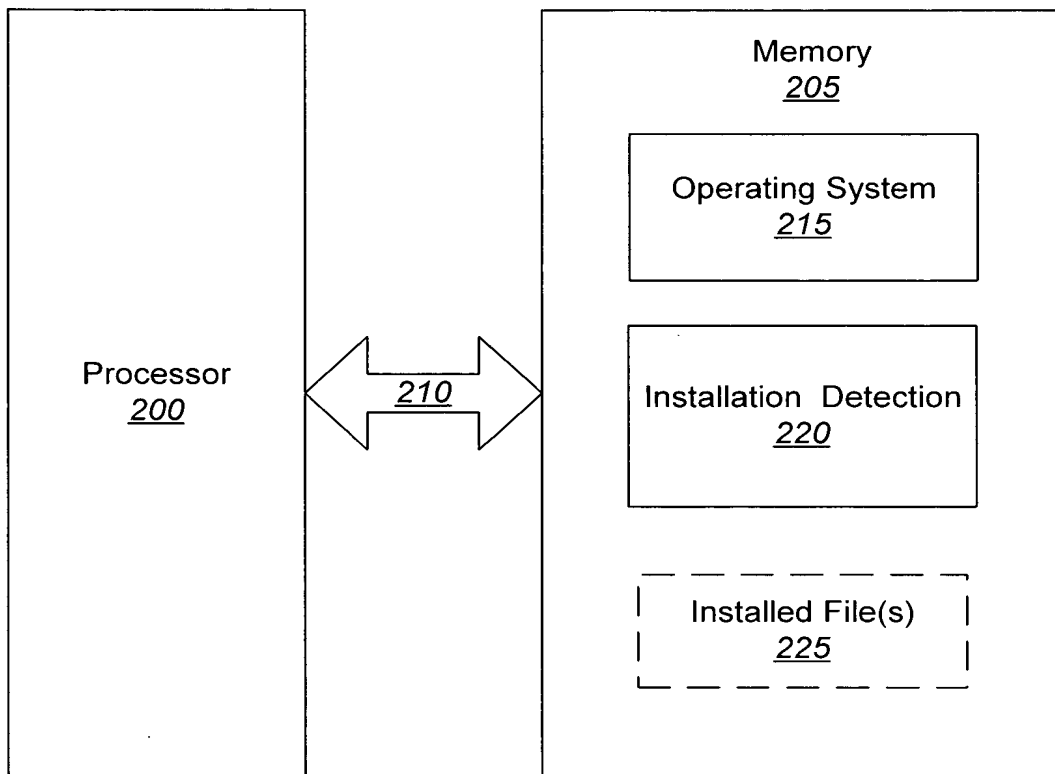 Processor
200
210
Memory
205
Operating System
215
Installation Detection
220
Installed File(s)
225